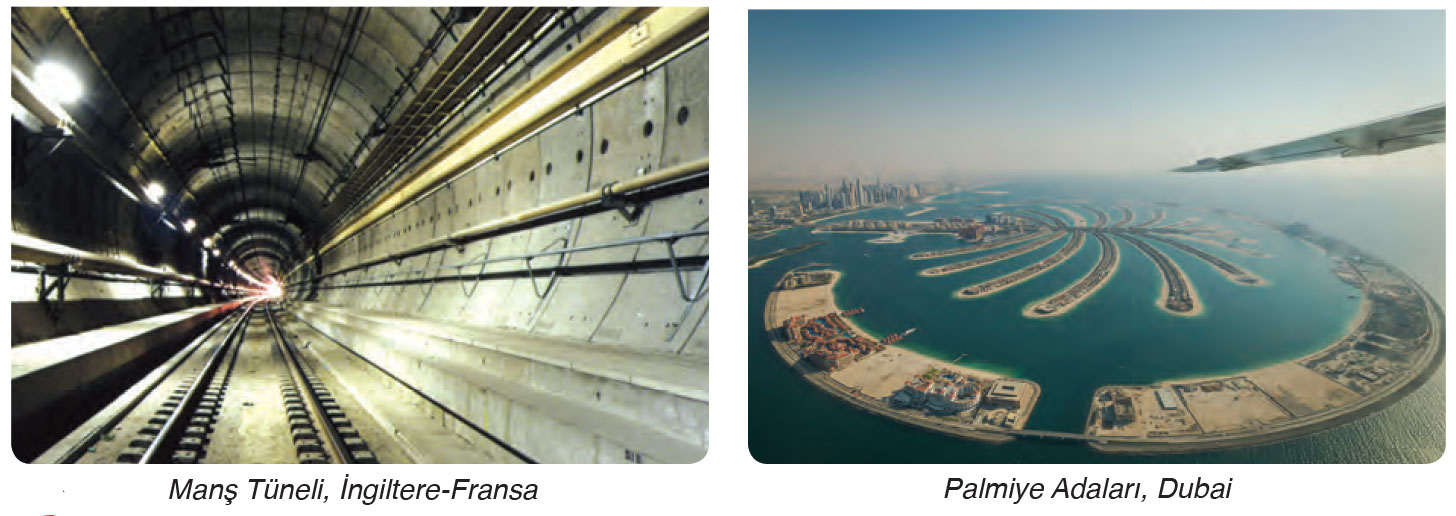 Manş Tüneli, İngiltere-Fransa
Palmiye Adaları, Dubai